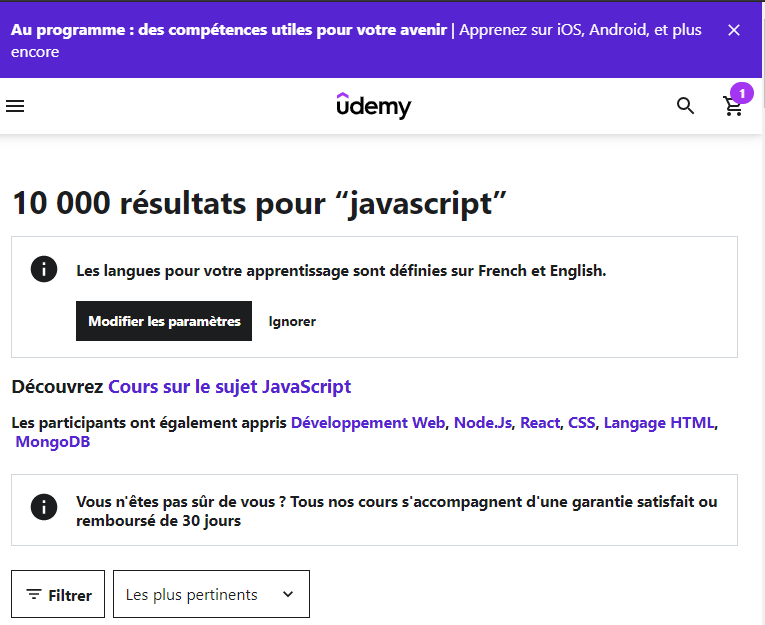 Au programme : des compétences utiles pour votre avenir | Apprenez sur iOS, Android, et plus
encore
udemy
1
10 000 résultats pour “javascript”
Les langues pour votre apprentissage sont définies sur French et English.
Modifier les paramètres Ignorer
Découvrez Cours sur le sujet JavaScript
Les participants ont également appris Développement Web, Node.Js, React, CSS, Langage HTML,
MongoDB
Vous n'êtes pas sûr de vous ? Tous nos cours s'accompagnent d'une garantie satisfait ou
remboursé de 30 jours
Filtrer Les plus pertinents